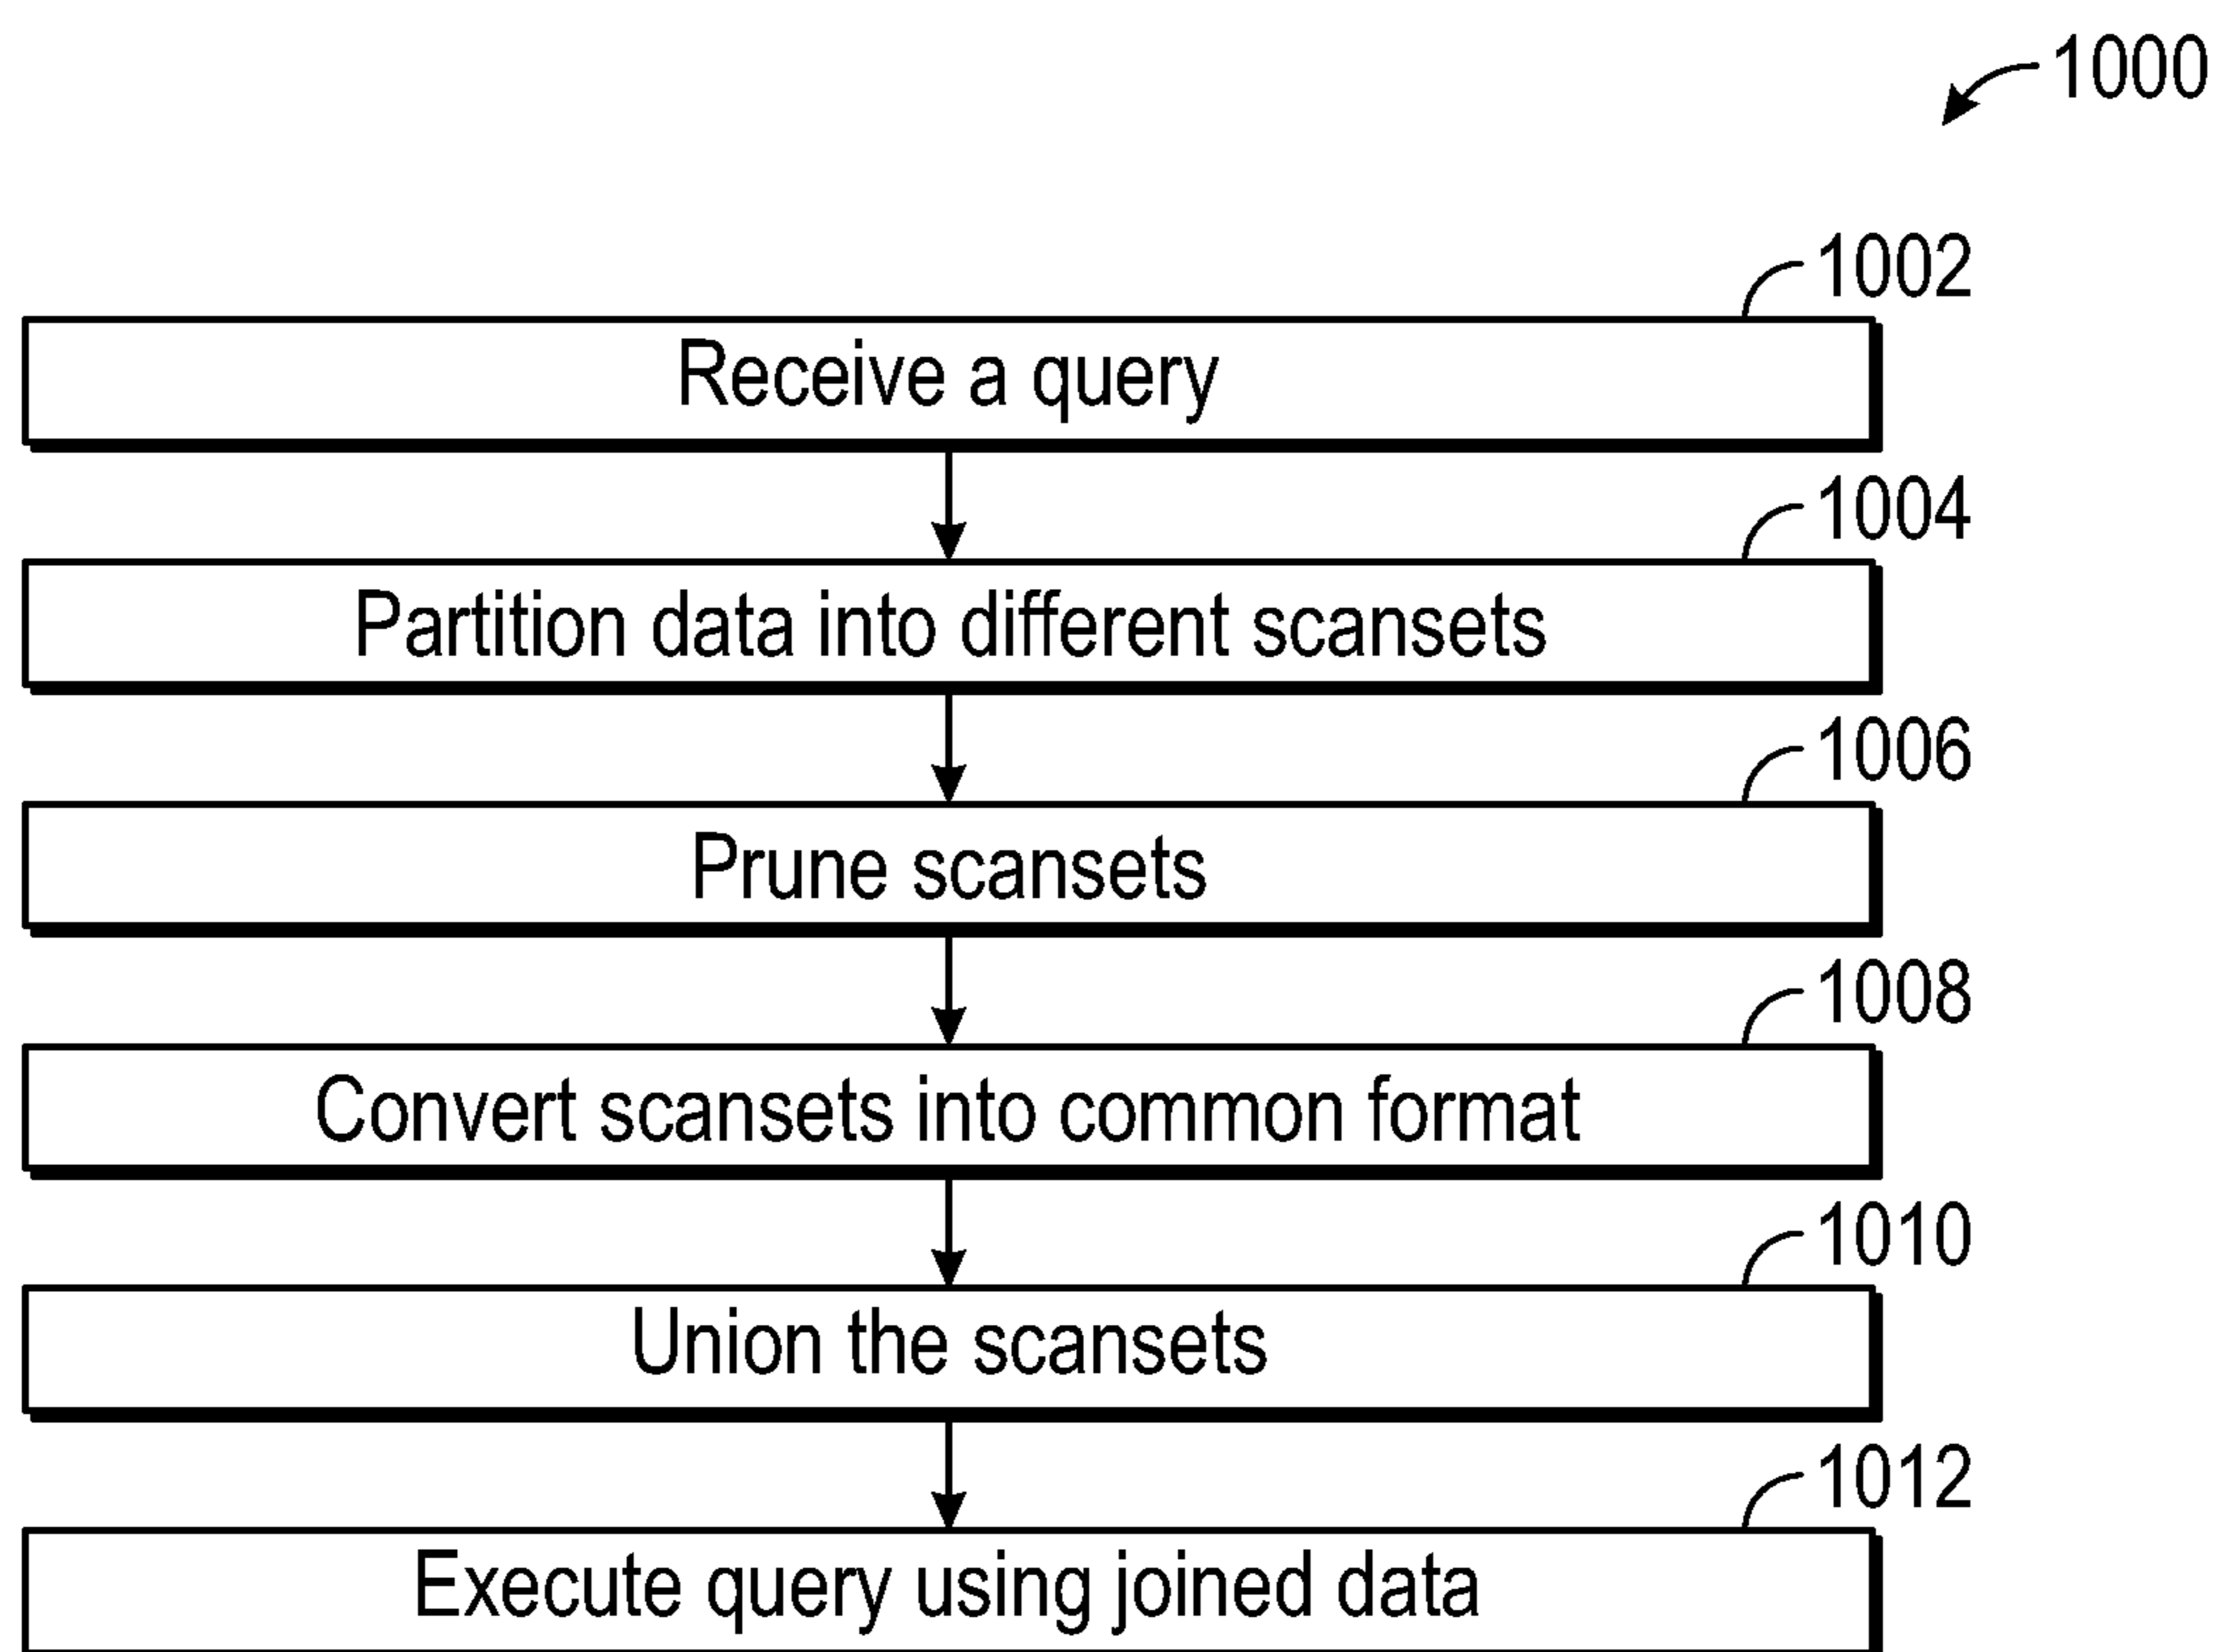 1000
1002
Receive a query
1004
Partition data into different scansets
1006
Prune scansets
1008
Convert scansets into common format
1010
Union the scansets
1012
Execute query using joined data